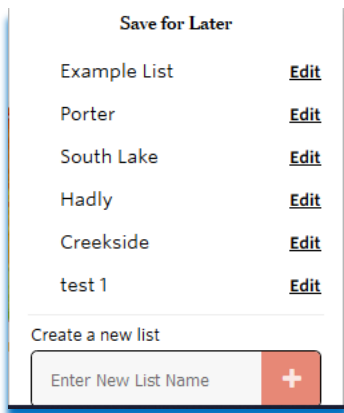 Save for Later
Example List Edit
Porter Edit
South Lake Edit
Hadly Edit
Creekside Edit
test 1 Edit
Create a new list
Enter New List Name +